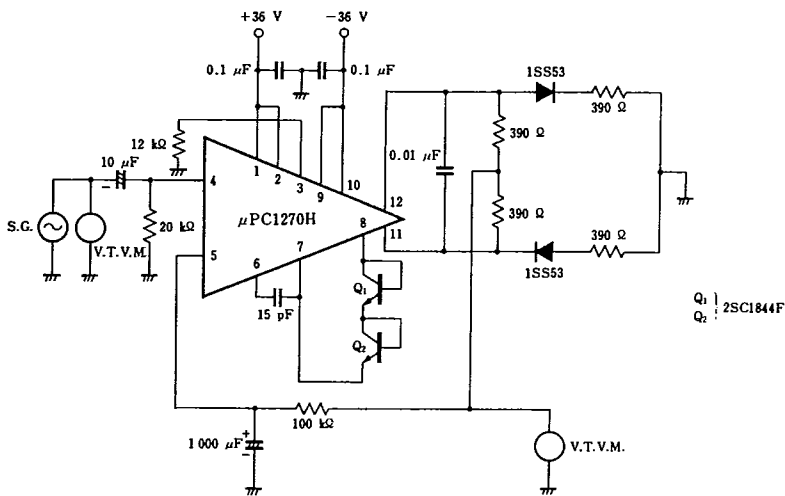 +36 V
−36 V
0.1 μF
0.1 μF
1SS53
390 Ω
12 kΩ
390 Ω
10 μF
−
0.01 μF
1
2
3
9
10
4
12
μPC1270H
11
S.G.
V.T.V.M.
20 kΩ
8
390 Ω
390 Ω
5
6
7
1SS53
Q₁
15 pF
Q₂
Q₁
Q₂
2SC1844F
100 kΩ
1 000 μF
+
−
V.T.V.M.